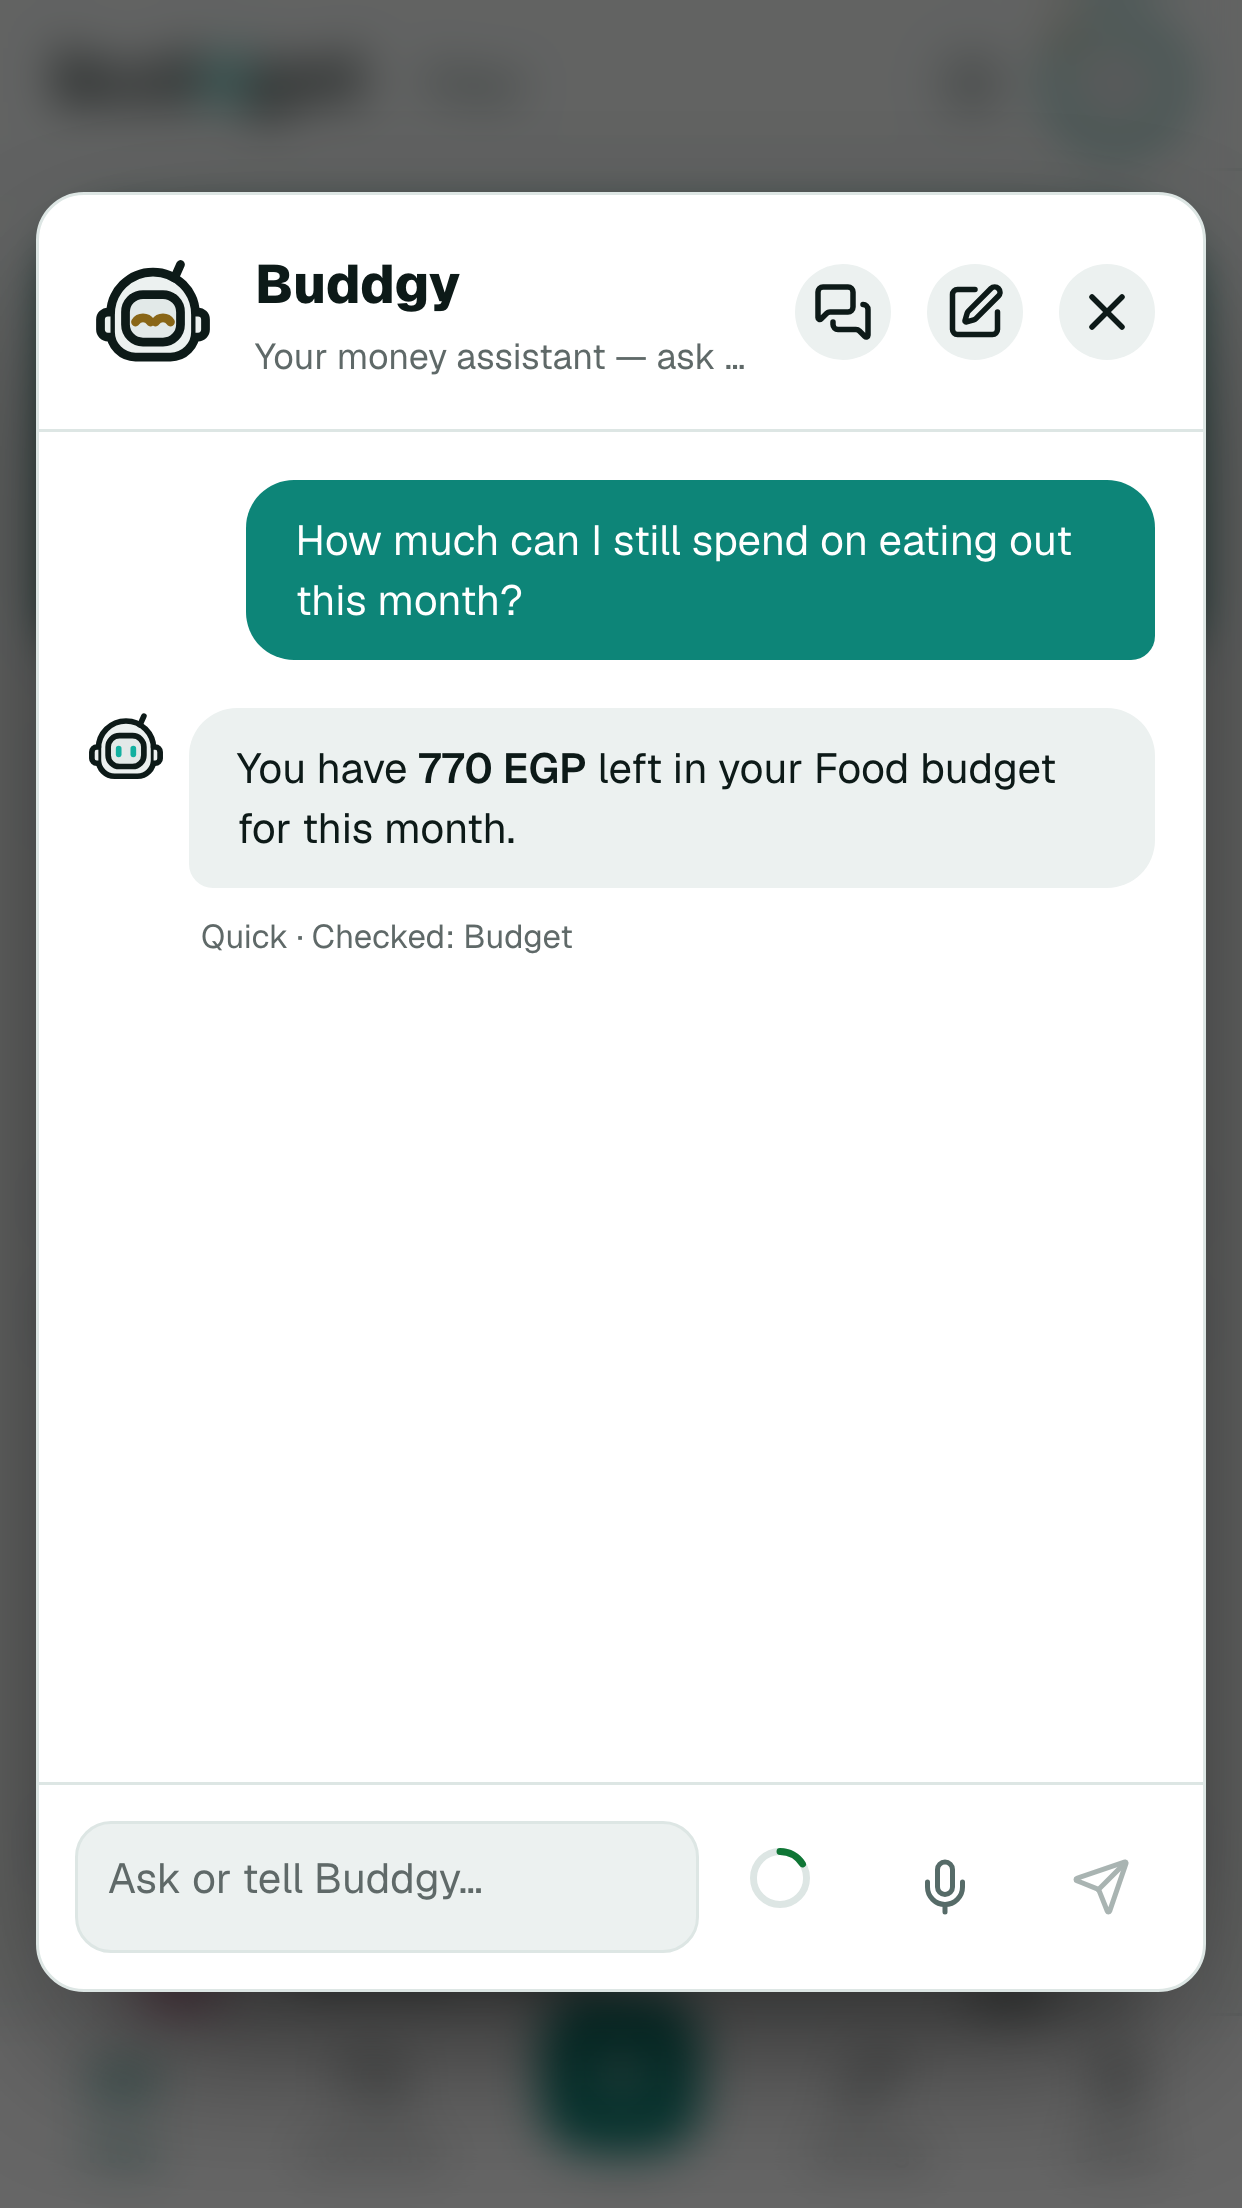 Buddgy
Your money assistant — ask ...
How much can I still spend on eating out
this month?
You have 770 EGP left in your Food budget
for this month.
Quick · Checked: Budget
Ask or tell Buddgy...